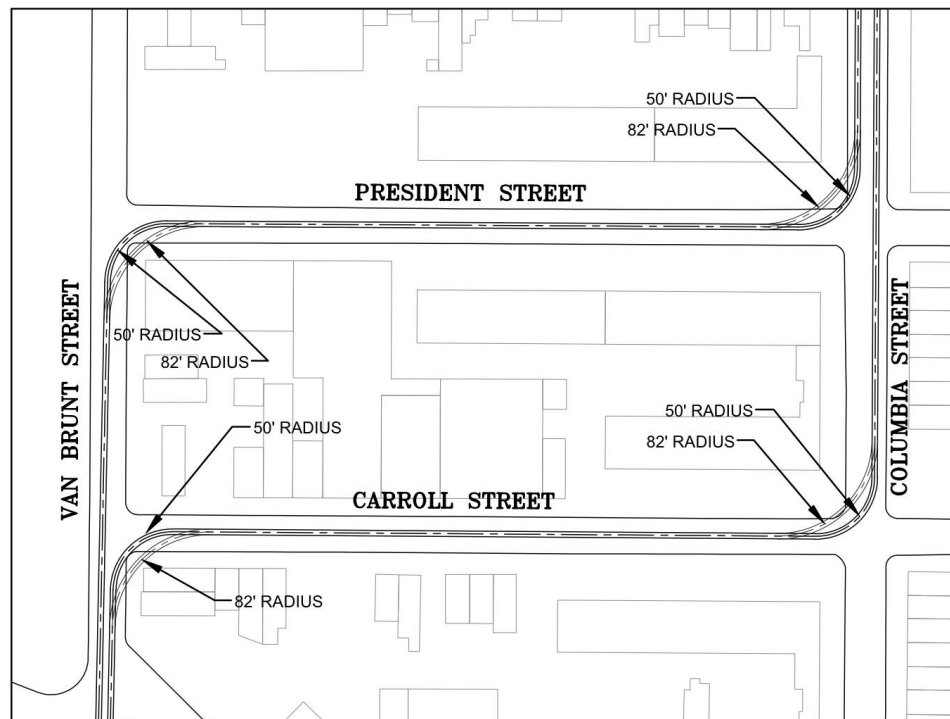 50' RADIUS
82' RADIUS
PRESIDENT STREET
VAN BRUNT STREET
50' RADIUS
82' RADIUS
COLUMBIA STREET
50' RADIUS
50' RADIUS
82' RADIUS
CARROLL STREET
82' RADIUS